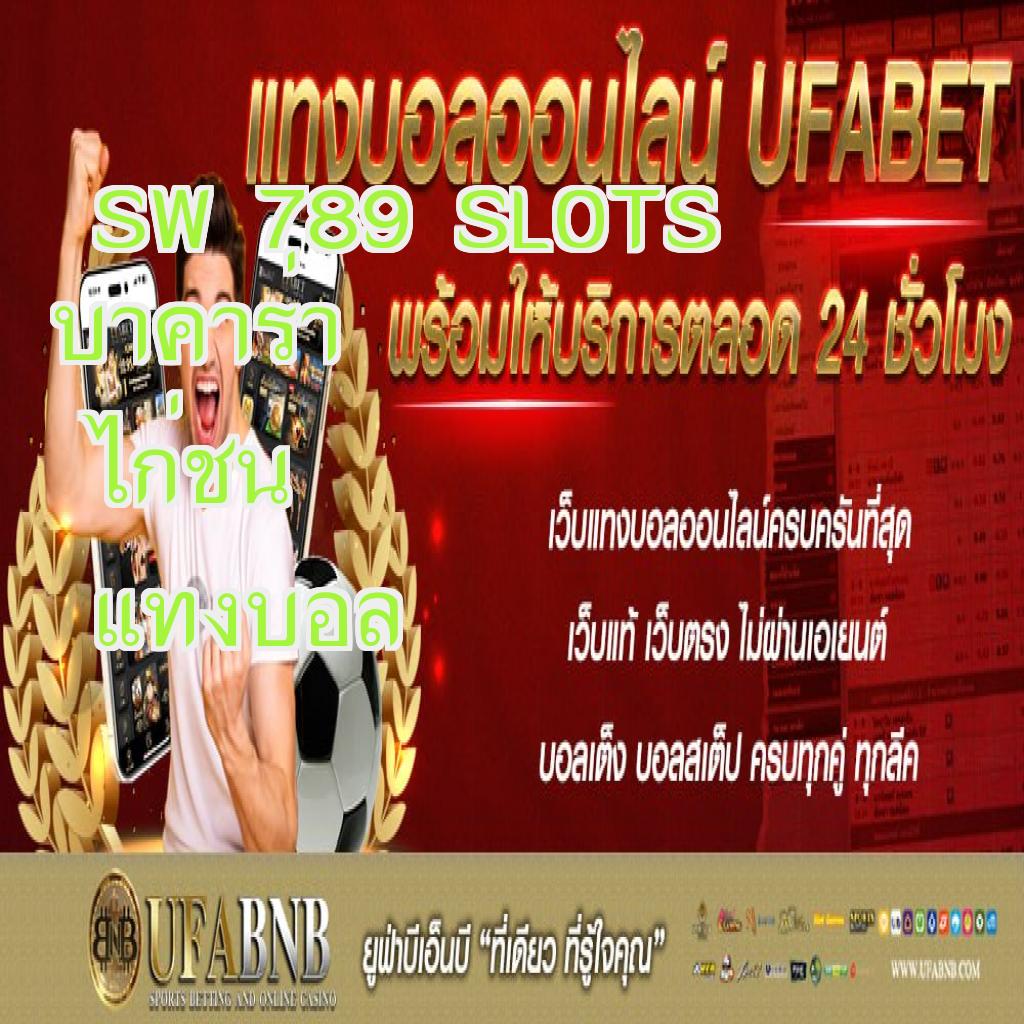 แทงบอลออนไลน์ UFABET
SW ุ789 SLOTS
พร้อมให้บริการตลอด 24 ชั่วโมง
บาคารา
ไก่ชน
เว็บแทงบอลออนไลน์ครบครันที่สุด
แทงบอล
เว็บแท้ เว็บตรง ไม่ผ่านเอเยนต์
บอลเต็ง บอลสเต็ป ครบทุกคู่ ทุกลีค
BNB
UFABNB
SPORTS BETTING AND ONLINE CASINO
ยูฟ่าบีเอ็นบี “ที่เดียว ที่รู้ใจคุณ”
WWW.UFABNB.COM